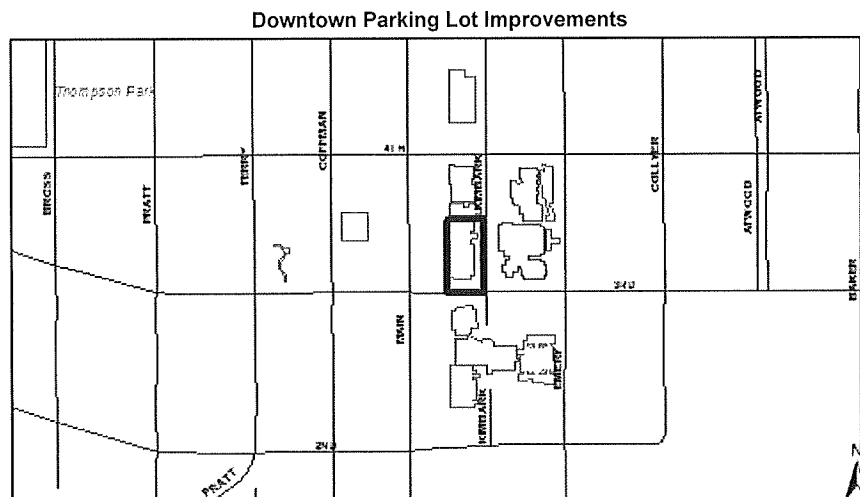 Downtown Parking Lot Improvements
Thompson Park
ATWOOD
COFFMAN
4TH
TERRY
KIMBARK
COLLYER
BROSS
PRATT
ATWOOD
3RD
BAKER
MAIN
EMERY
KIMBARK
2ND
PRATT
N